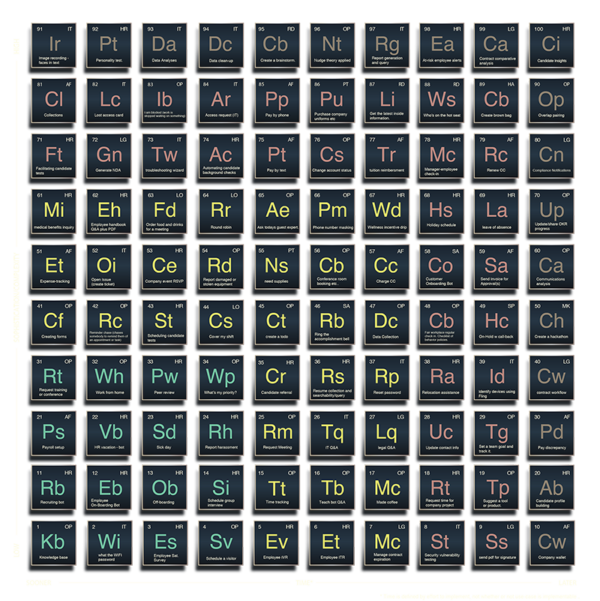 91 IT
Ir
Image recording -
faces in text
92 HR
Pt
Personality test
93 IT
Da
Data Analyses
94 IT
Dc
Data clean-up
95 RD
Cb
Create a brainstorm
96 OP
Nt
Nudge theory applied
97 IT
Rg
Report generation
and query
98 HR
Ea
At-risk employee alerts
99 LG
Ca
Contract comparative
analysis
100 HR
Ci
Candidate insights
81 AF
Cl
Collections
82 IT
Lc
Lost access card
83 OP
Ib
84 IT
Ar
Access request (IT)
85 AF
Pp
Pay by phone
86 PT
Pu
Purchase company
uniforms etc
87 RD
Li
Get the latest inside
information
88 RD
Ws
Who's on the hot seat
89 HA
Cb
Create brown bag
90 OP
Op
Overlap pairing
71 HR
Ft
Facilitating candidate
tests
72 LG
Gn
Generate NDA
73 IT
Tw
troubleshooting wizard
74 HR
Ac
Automating candidate
background checks
75 AF
Pt
Pay by text
76 OP
Cs
Change account status
77 AF
Tr
tuition reimbursement
78 HR
Mc
Manager-employee
check-in
79 AF
Rc
Renew CC
80 LG
Cn
Compliance Notifications
61 HR
Mi
medical benefits inquiry
62 HR
Eh
Employee handbook
Q&A plus PDF
63 LO
Fd
Order food and drinks
for a meeting
64 LO
Rr
Round robin
65 OP
Ae
Ask todays guest expert
66 OP
Pm
Phone number tracking
67 HR
Wd
Wellness incentive drip
68 HR
Hs
Holiday schedule
69 HR
La
leave of absence
70 OP
Up
Update/share OKR
progress
51 AF
Et
Expense-tracking
52 IT
Oi
Open issue
(create ticket)
53 HR
Ce
Company event RSVP
54 OP
Rd
Report damaged or
stolen equipment
55 PT
Ns
need supplies
56 OP
Cb
Conference room
booking etc.
57 AF
Cc
Charge CC
58 SA
Co
Customer
Onboarding Bot
59 SA
Sa
Send invoice for
Approval(s)
60 OP
Ca
Communications
analysis
41 OP
Cf
Creating forms
42 OP
Rc
43 HR
St
Scheduling candidate
tests
44 LO
Cs
Cover my shift
45 OP
Ct
create a todo
46 SA
Rb
Ring the
accomplishment bell
47 OP
Dc
Data Collection
48 OP
Cb
49 SP
Hc
On-Hold or call-back
50 MK
Ch
Create a hackathon
31 OP
Rt
Request training
or conference
32 OP
Wh
Work from home
33 HR
Pw
Peer review
34 OP
Wp
What's my priority?
35 HR
Cr
Candidate referral
36 HR
Rs
Resume collection and
searchability/query
37 IT
Rp
Reset password
38 HR
Ra
Relocation assistance
39 IT
Id
identify devices using
Fling
40 LG
Cw
contract workflow
21 AF
Ps
Payroll setup
22 HR
Vb
HR vacation - bot
23 HR
Sd
Sick day
24 HR
Rh
Report harassment
25 OP
Rm
Request Meeting
26 IT
Tq
IT Q&A
27 LG
Lq
legal Q&A
28 HR
Uc
Update contact info
29 OP
Tg
Set a team goal and
track it
30 AF
Pd
Pay discrepancy
11 HR
Rb
Recruiting bot
12 HR
Eb
Employee
On-Boarding Bot
13 HR
Ob
Off-boarding
14 OP
Si
Schedule group
interview
15 OP
Tt
Time tracking
16 OP
Tb
Teach bot Q&A
17 OP
Mc
Make coffee
18 HR
Rt
Request time for
company project
19 HR
Tp
Suggest a tool
or product
20 HR
Ab
Candidate profile
building
1 OP
Kb
Knowledge base
2 IT
Wi
what the WIFI
password
3 HR
Es
Employee Sat.
Survey
4 OP
Sv
Schedule a visitor
5 HR
Ev
Employee IVR
6 HR
Et
Employee ITR
7 LG
Mc
Manage contract
expiration
8 IT
St
Security vulnerability
testing
9 LG
Ss
send pdf for signature
10 AF
Cw
Company wallet